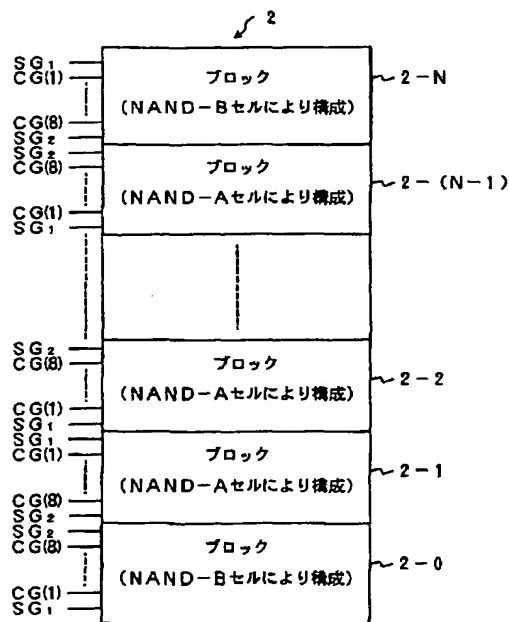 2
SG1
CG(1)
ブロック
2-N
(NAND-Bセルにより構成)
CG(8)
SG2
SG2
CG(8)
ブロック
2-(N-1)
(NAND-Aセルにより構成)
CG(1)
SG1
SG2
CG(8)
ブロック
2-2
(NAND-Aセルにより構成)
CG(1)
SG1
SG1
CG(1)
ブロック
2-1
(NAND-Aセルにより構成)
CG(8)
SG2
SG2
CG(8)
ブロック
2-0
(NAND-Bセルにより構成)
CG(1)
SG1